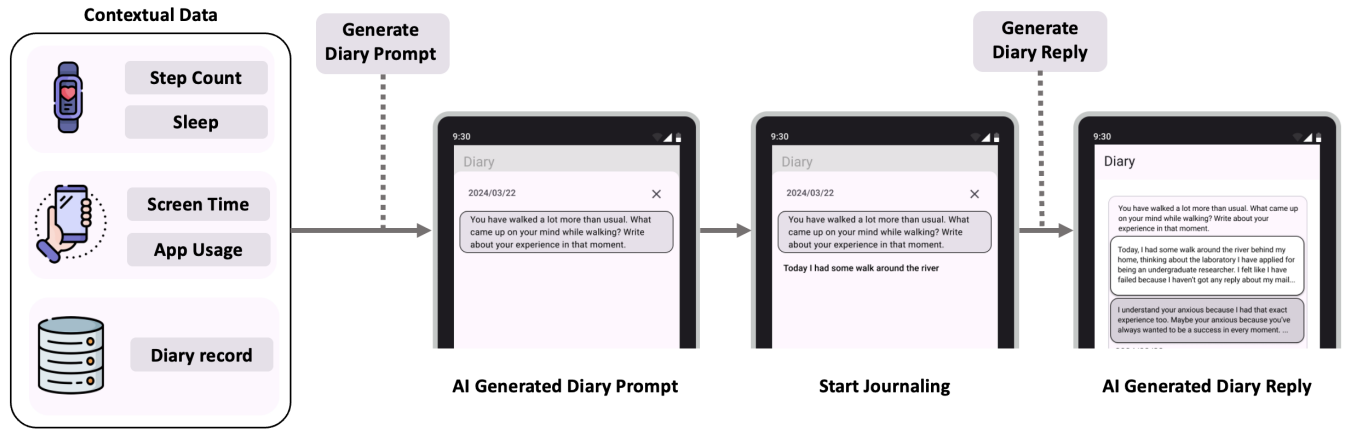 Contextual Data
Step Count
Sleep
Screen Time
App Usage
Diary record
Generate
Diary Prompt
9:30
Diary
2024/03/22
You have walked a lot more than usual. What
came up on your mind while walking? Write
about your experience in that moment.
AI Generated Diary Prompt
9:30
Diary
2024/03/22
You have walked a lot more than usual. What
came up on your mind while walking? Write
about your experience in that moment.
Today I had some walk around the river
Start Journaling
Generate
Diary Reply
9:30
Diary
You have walked a lot more than usual. What came up
on your mind while walking? Write about your
experience in that moment.
Today, I had some walk around the river behind my
home, thinking about the laboratory I have applied for
being an undergraduate researcher. I felt like I have
failed because I haven't got any reply about my mail...
I understand your anxious because I had that exact
experience too. Maybe your anxious because you've
always wanted to be a success in every moment. ...
AI Generated Diary Reply